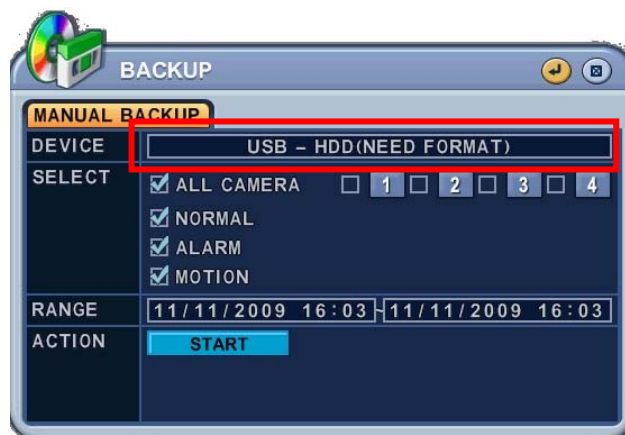 BACKUP
MANUAL BACKUP
DEVICE USB – HDD(NEED FORMAT)
SELECT ALL CAMERA 1 2 3 4
NORMAL
ALARM
MOTION
RANGE 11/11/2009 16:03~11/11/2009 16:03
ACTION START